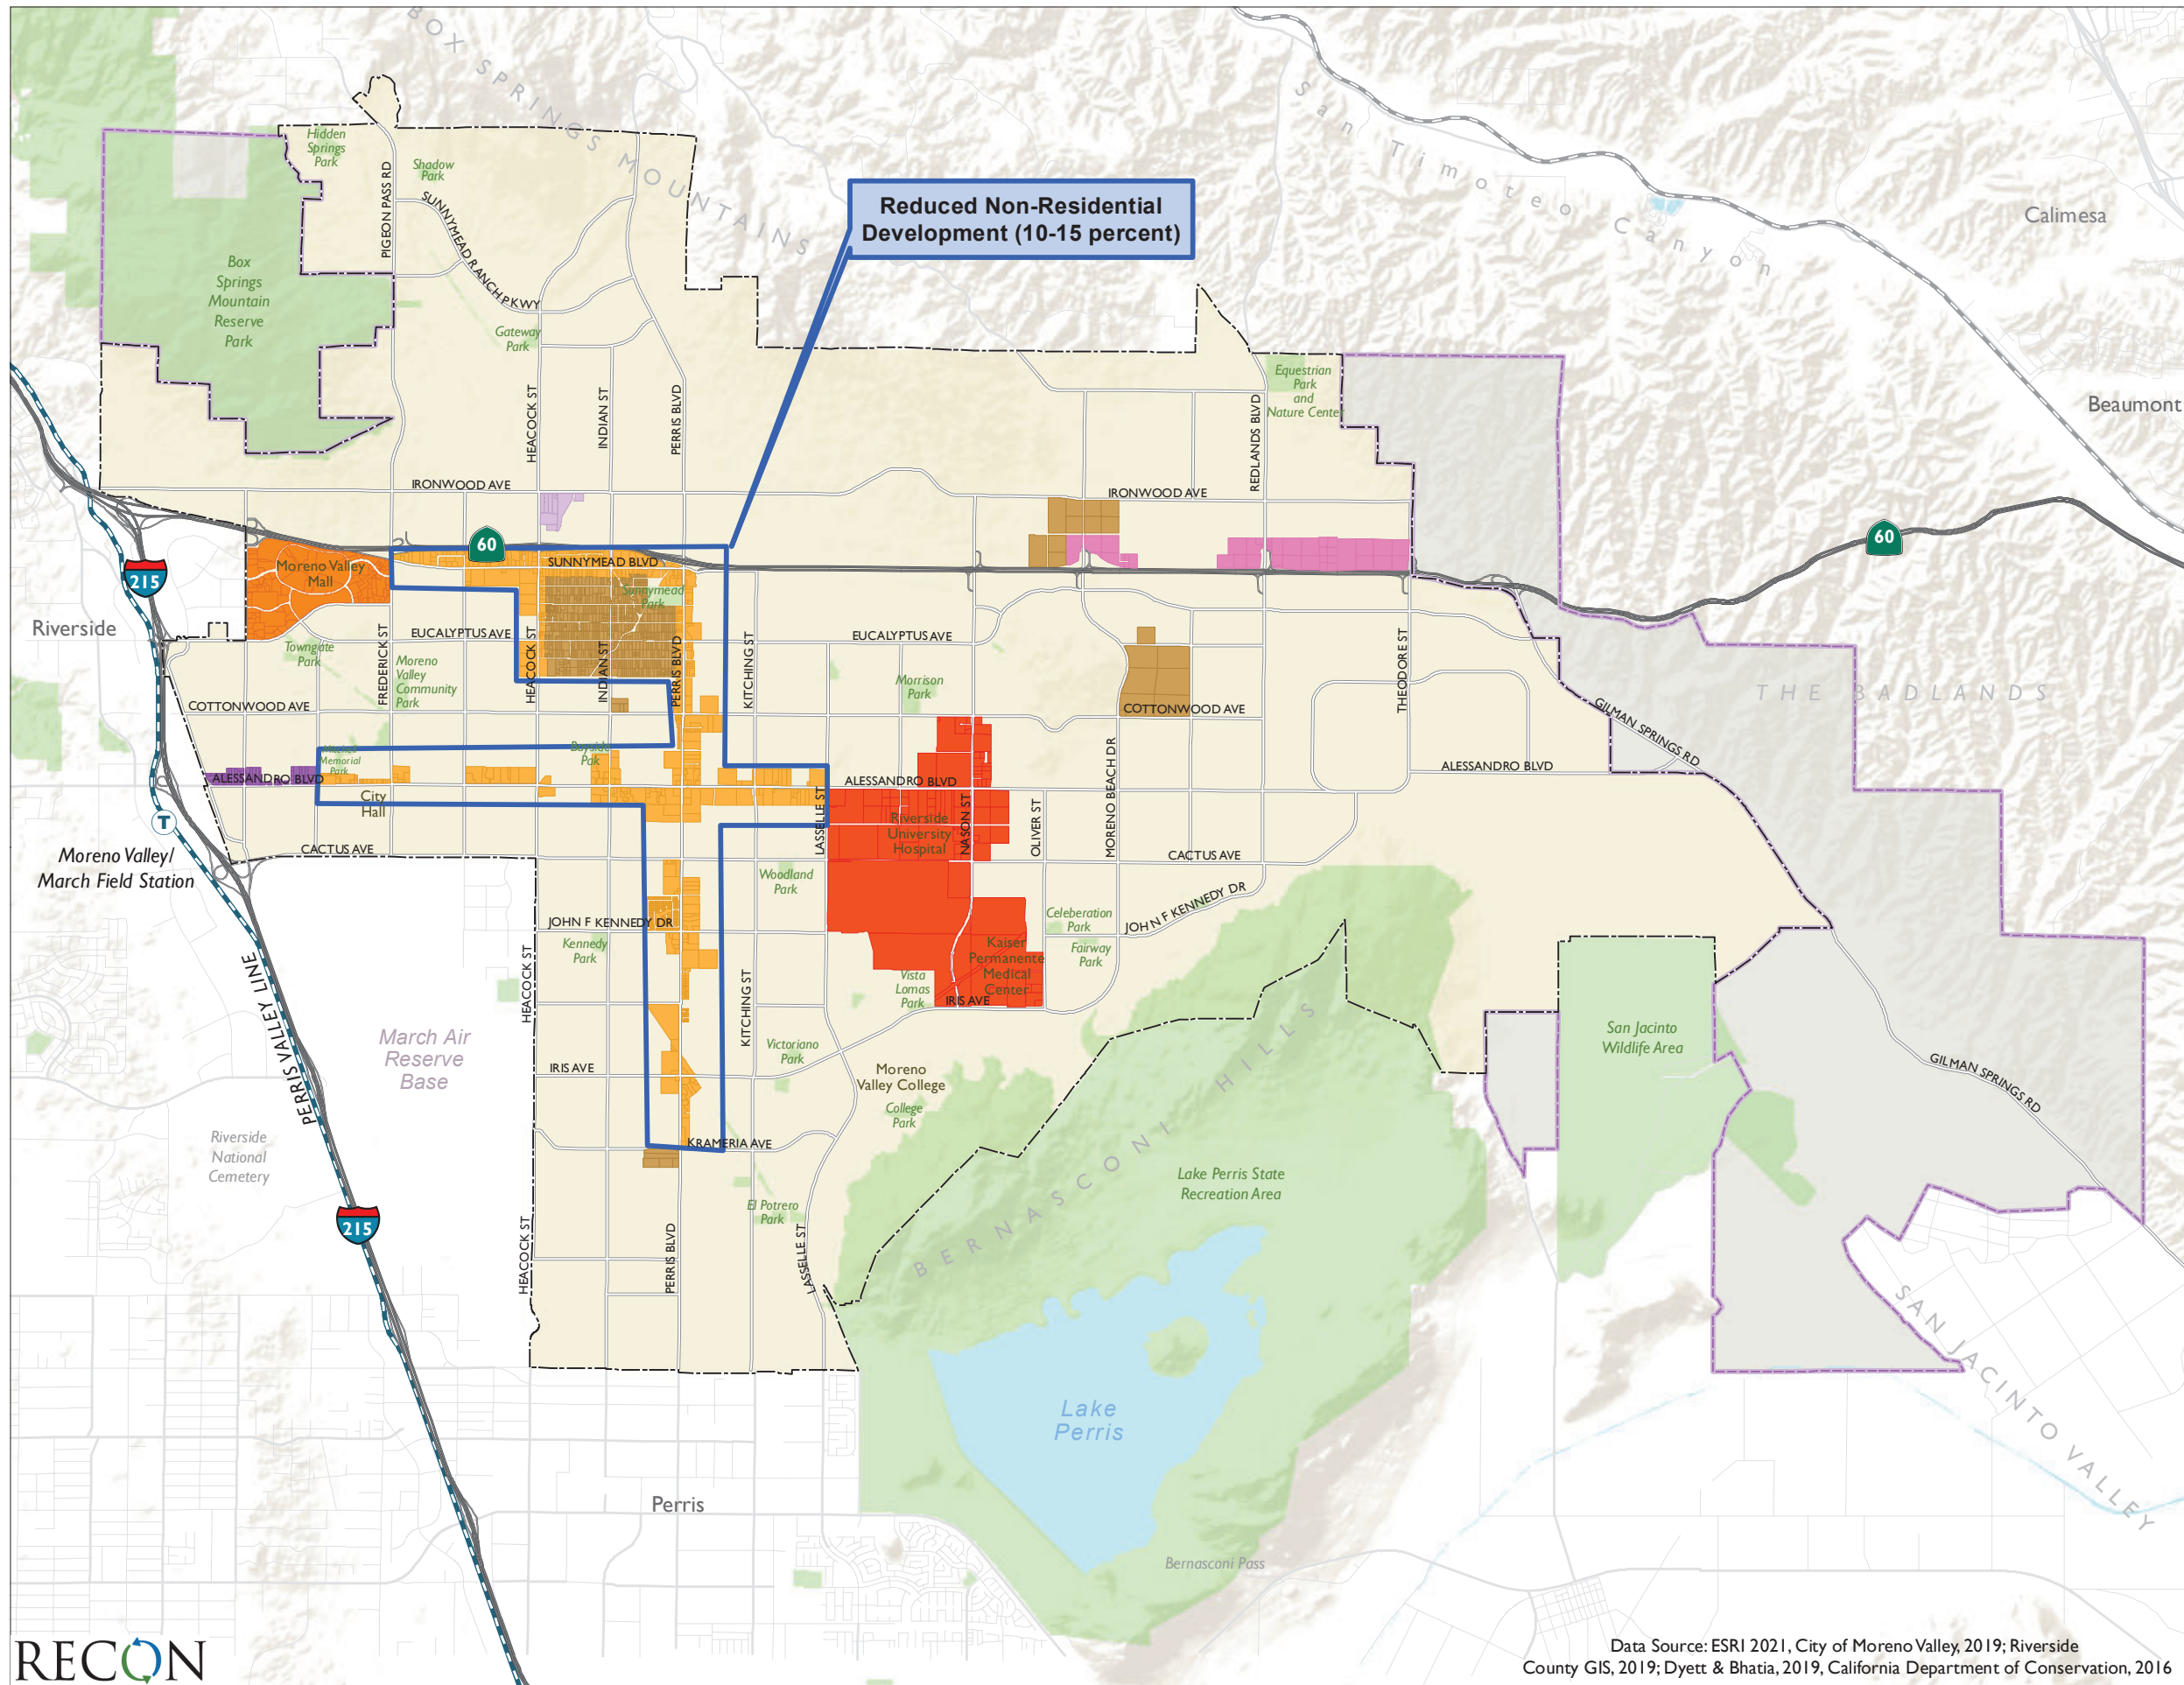 BOX SPRINGS MOUNTAINS
San Timoteo Canyon
Calimesa
Beaumont
Hidden
Springs
Park
Shadow
Park
PIGEON PASS RD
SUNNYMEAD RANCH PKWY
Reduced Non-Residential
Development (10-15 percent)
Box
Springs
Mountain
Reserve
Park
Gateway
Park
HEACOCK ST
INDIAN ST
PERRIS BLVD
Equestrian
Park
and
Nature Center
REDLANDS BLVD
IRONWOOD AVE
IRONWOOD AVE
60
60
215
Moreno Valley
Mall
SUNNYMEAD BLVD
Sunnymead
Park
Riverside
EUCALYPTUS AVE
EUCALYPTUS AVE
Towngate
Park
FREDERICK ST
Moreno
Valley
Community
Park
HEACOCK ST
INDIAN ST
PERRIS BLVD
KITCHING ST
Morrison
Park
THEODORE ST
THE BADLANDS
GILMAN SPRINGS RD
COTTONWOOD AVE
COTTONWOOD AVE
Mitchell
Memorial
Park
Bayside
Pak
MORENO BEACH DR
ALESSANDRO BLVD
ALESSANDRO BLVD
ALESSANDRO BLVD
City
Hall
LASSELLE ST
Riverside
University
Hospital
NASON ST
OLIVER ST
T
Moreno Valley/
March Field Station
CACTUS AVE
CACTUS AVE
Woodland
Park
JOHN F KENNEDY DR
JOHN F KENNEDY DR
Kennedy
Park
Celeberation
Park
Fairway
Park
Kaiser
Permanente
Medical
Center
Vista
Lomas
Park
IRIS AVE
HEACOCK ST
KITCHING ST
PERRIS VALLEY LINE
March Air
Reserve
Base
Victoriano
Park
IRIS AVE
Moreno
Valley College
College
Park
San Jacinto
Wildlife Area
GILMAN SPRINGS RD
BERNASCONI HILLS
Riverside
National
Cemetery
KRAMERIA AVE
Lake Perris State
Recreation Area
El Potrero
Park
215
HEACOCK ST
PERRIS BLVD
LASSELLE ST
SAN JACINTO VALLEY
Lake
Perris
Perris
Bernasconi Pass
RECON
Data Source: ESRI 2021, City of Moreno Valley, 2019; Riverside
County GIS, 2019; Dyett & Bhatia, 2019, California Department of Conservation, 2016